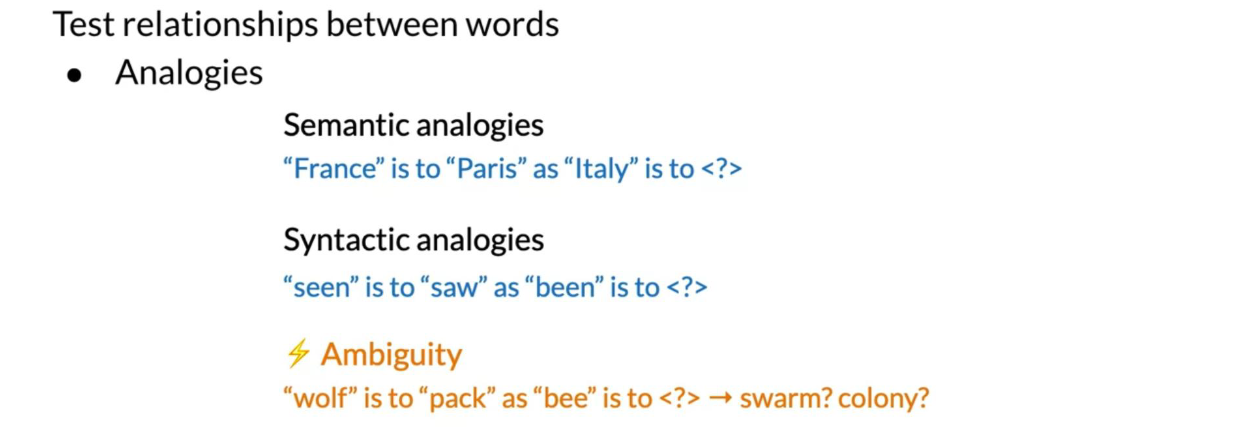 Test relationships between words
● Analogies
Semantic analogies
“France” is to “Paris” as “Italy” is to <?>
Syntactic analogies
“seen” is to “saw” as “been” is to <?>
⚡ Ambiguity
“wolf” is to “pack” as “bee” is to <?> → swarm? colony?